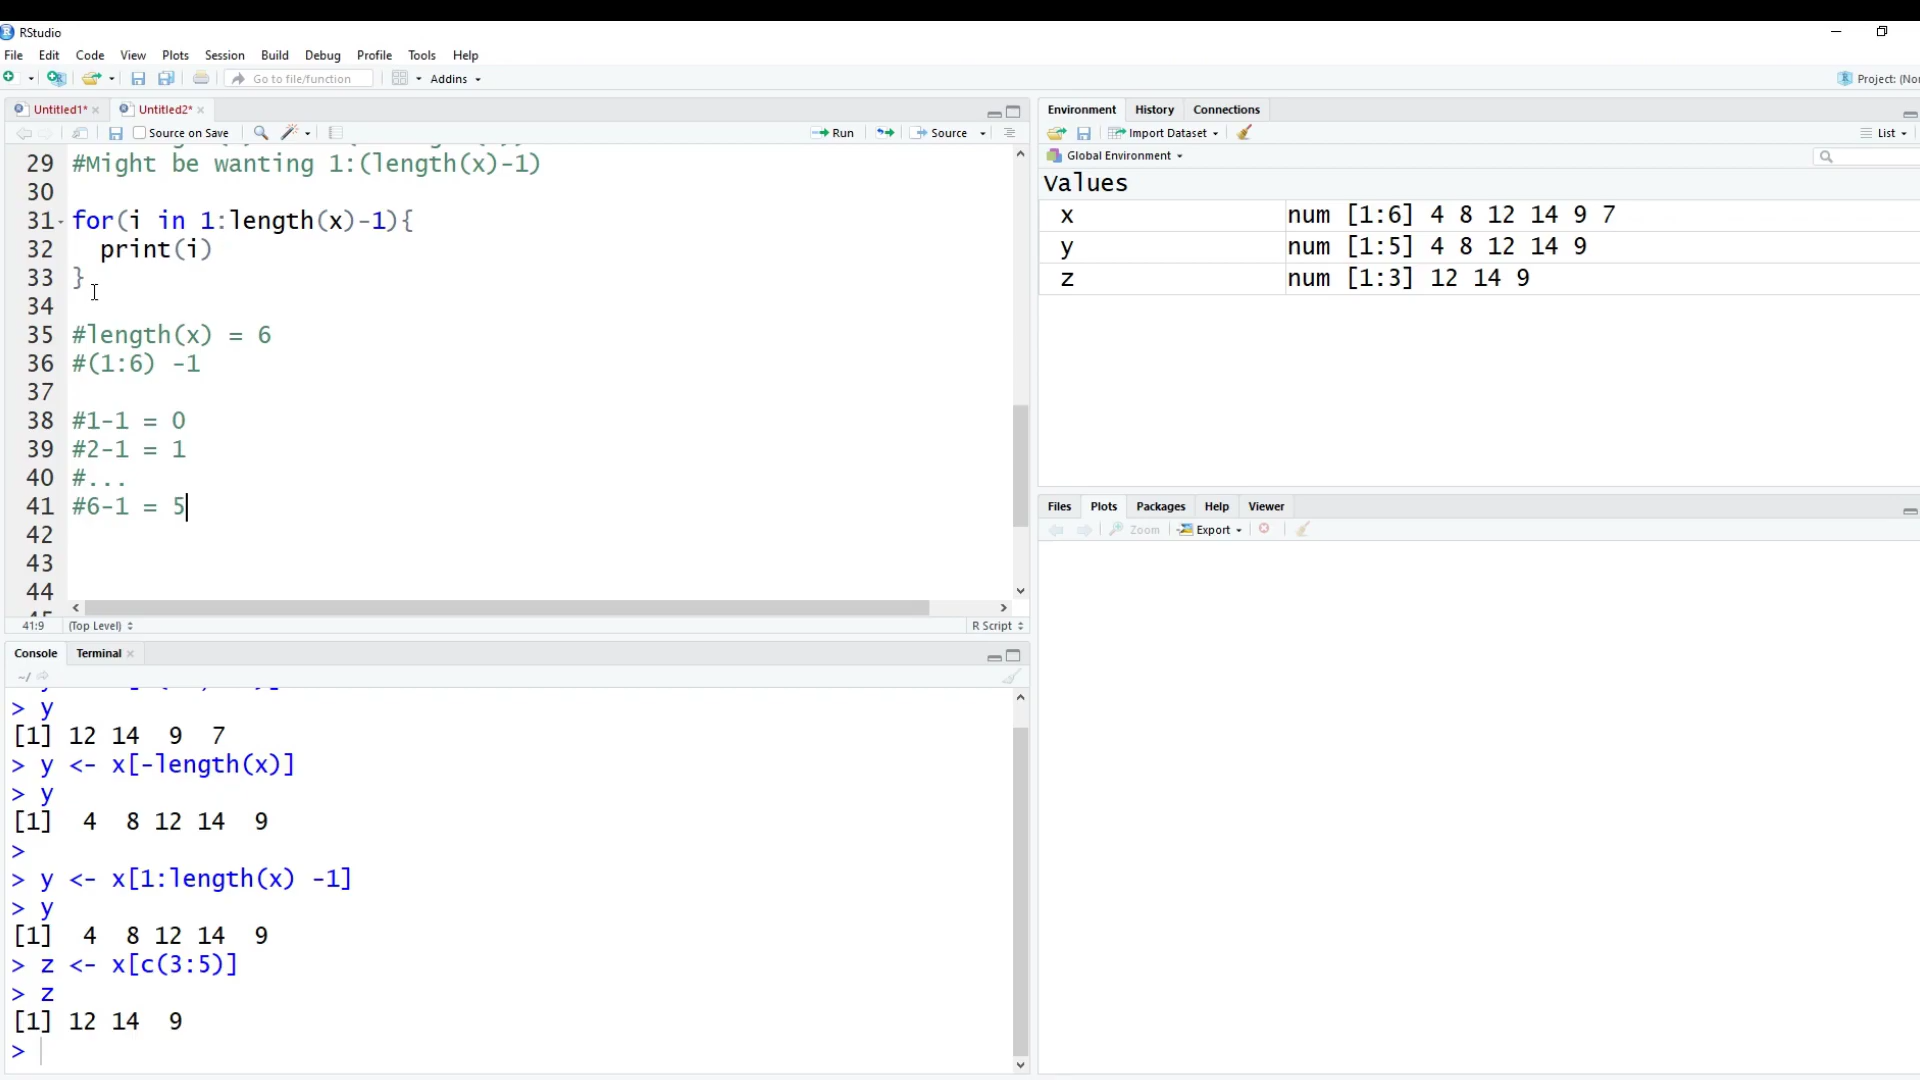 RStudio
File Edit Code View Plots Session Build Debug Profile Tools Help
Go to file/function Addins
Project: (Nor
Untitled1* Untitled2*
Source on Save Run Source
29 #Might be wanting 1:(length(x)-1)
30
31 for(i in 1:length(x)-1){
32 print(i)
33 }
34
35 #length(x) = 6
36 #(1:6) -1
37
38 #1-1 = 0
39 #2-1 = 1
40 #...
41 #6-1 = 5
42
43
44
41:9 (Top Level) R Script
Console Terminal
~/
> y
[1] 12 14 9 7
> y <- x[-length(x)]
> y
[1] 4 8 12 14 9
>
> y <- x[1:length(x) -1]
> y
[1] 4 8 12 14 9
> z <- x[c(3:5)]
> z
[1] 12 14 9
>
Environment History Connections
Import Dataset List
Global Environment
Values
x num [1:6] 4 8 12 14 9 7
y num [1:5] 4 8 12 14 9
z num [1:3] 12 14 9
Files Plots Packages Help Viewer
Zoom Export